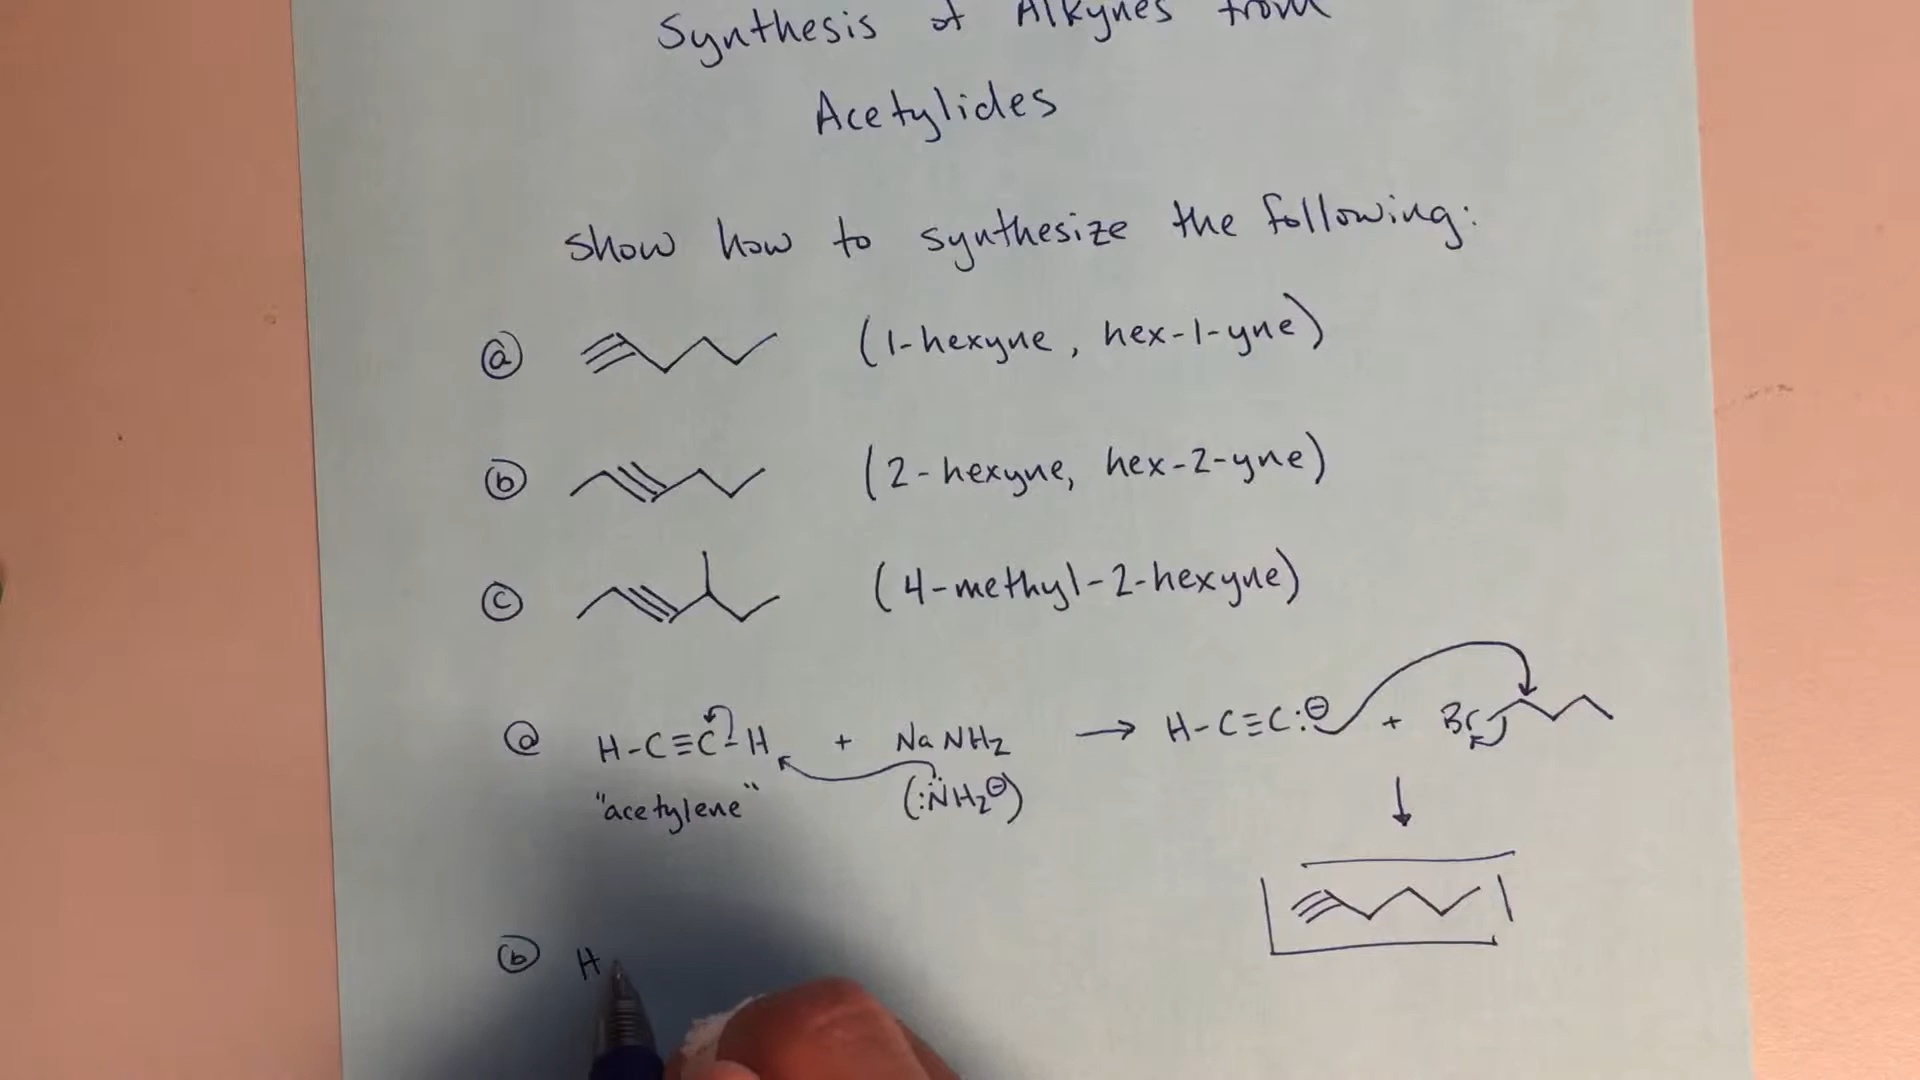 Synthesis of Alkynes from
Acetylides
show how to synthesize the following:
ⓐ (1-hexyne, hex-1-yne)
ⓑ (2-hexyne, hex-2-yne)
ⓒ (4-methyl-2-hexyne)
ⓐ H-C≡C-H + NaNH₂ → H-C≡C:⊖ + Br
"acetylene" (:N̈H₂⊖)
ⓑ H